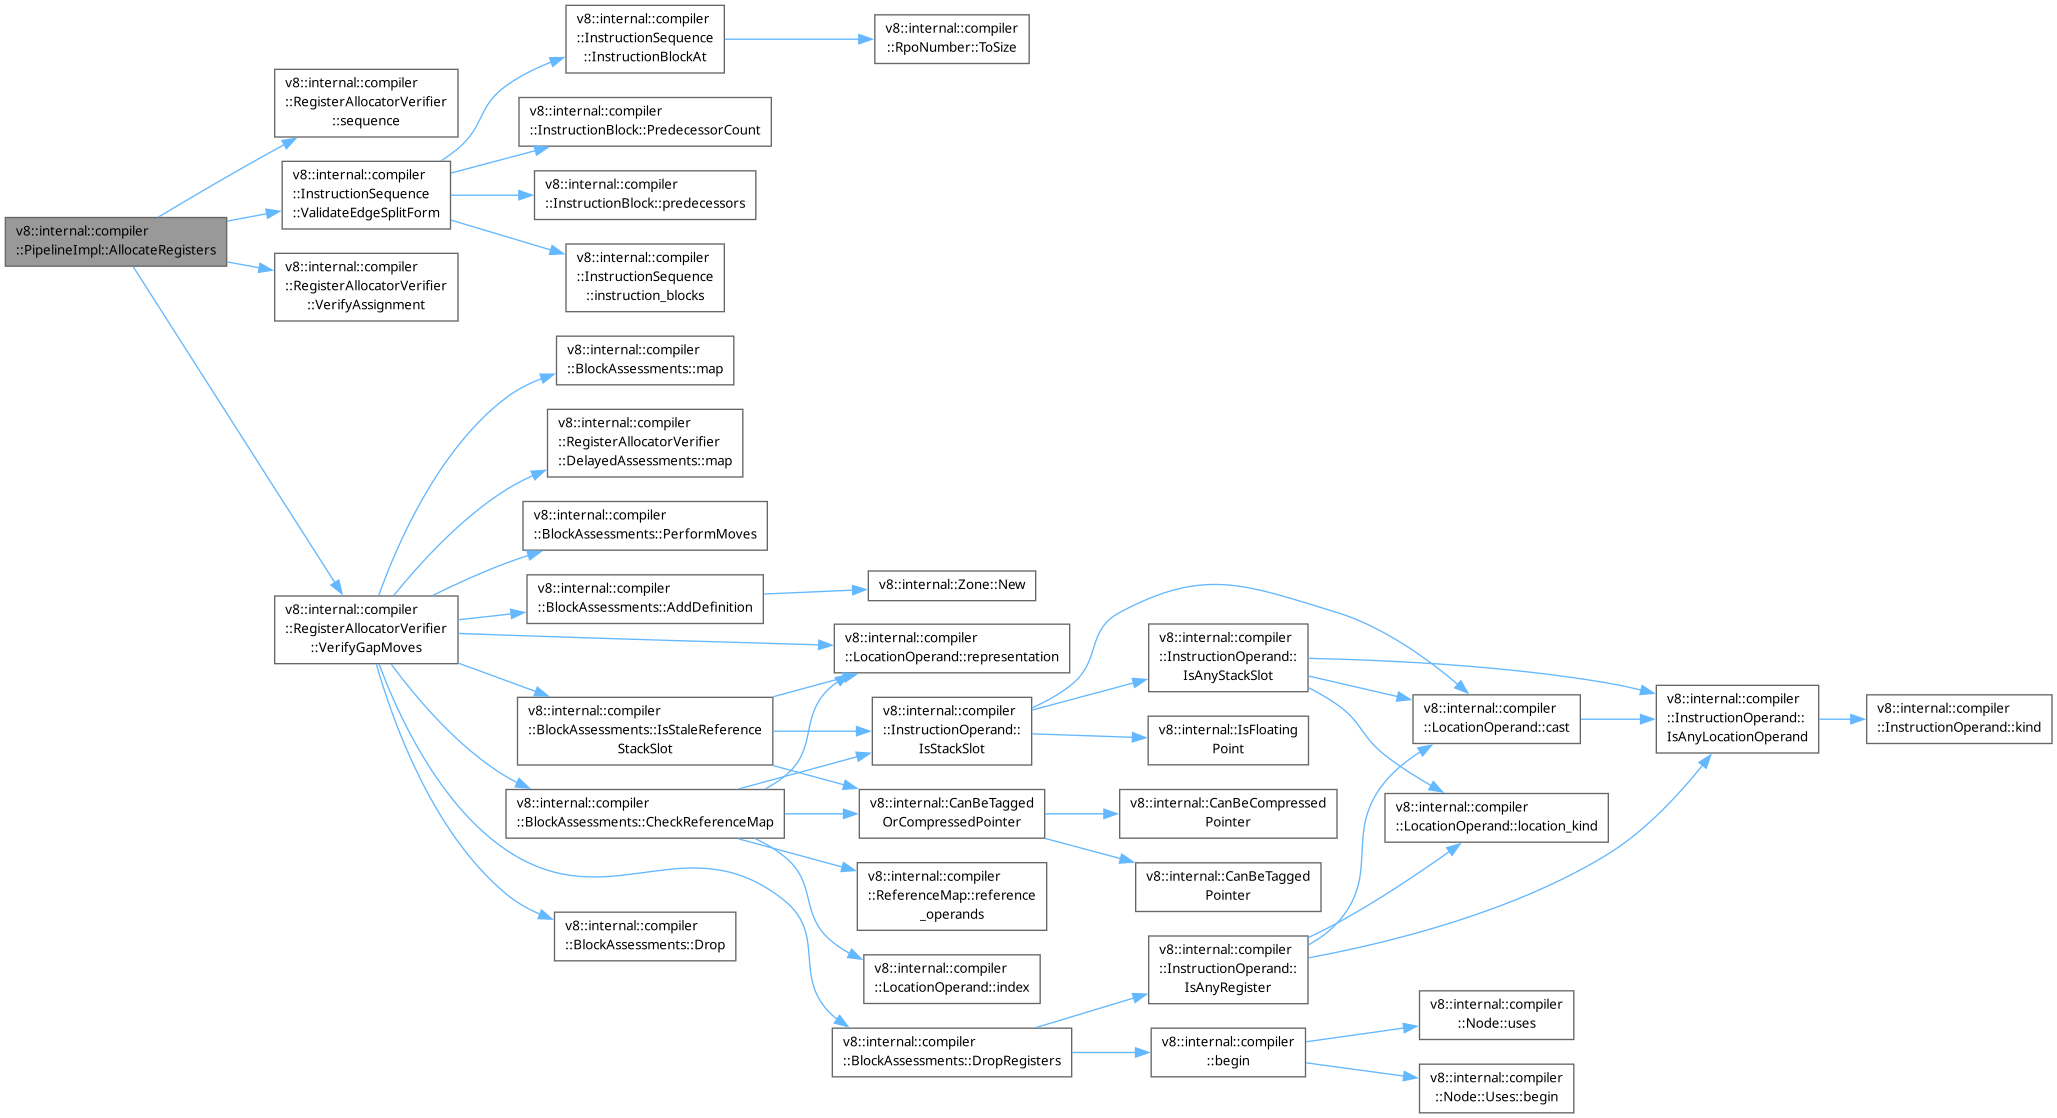 v8::internal::compiler
::PipelineImpl::AllocateRegisters
v8::internal::compiler
::RegisterAllocatorVerifier
::sequence
v8::internal::compiler
::InstructionSequence
::ValidateEdgeSplitForm
v8::internal::compiler
::RegisterAllocatorVerifier
::VerifyAssignment
v8::internal::compiler
::RegisterAllocatorVerifier
::VerifyGapMoves
v8::internal::compiler
::InstructionSequence
::InstructionBlockAt
v8::internal::compiler
::InstructionBlock::PredecessorCount
v8::internal::compiler
::InstructionBlock::predecessors
v8::internal::compiler
::InstructionSequence
::instruction_blocks
v8::internal::compiler
::BlockAssessments::map
v8::internal::compiler
::RegisterAllocatorVerifier
::DelayedAssessments::map
v8::internal::compiler
::BlockAssessments::PerformMoves
v8::internal::compiler
::BlockAssessments::AddDefinition
v8::internal::compiler
::BlockAssessments::IsStaleReference
StackSlot
v8::internal::compiler
::BlockAssessments::CheckReferenceMap
v8::internal::compiler
::BlockAssessments::Drop
v8::internal::compiler
::RpoNumber::ToSize
v8::internal::Zone::New
v8::internal::compiler
::LocationOperand::representation
v8::internal::compiler
::InstructionOperand::
IsStackSlot
v8::internal::CanBeTagged
OrCompressedPointer
v8::internal::compiler
::ReferenceMap::reference
_operands
v8::internal::compiler
::LocationOperand::index
v8::internal::compiler
::BlockAssessments::DropRegisters
v8::internal::compiler
::InstructionOperand::
IsAnyStackSlot
v8::internal::IsFloating
Point
v8::internal::CanBeCompressed
Pointer
v8::internal::CanBeTagged
Pointer
v8::internal::compiler
::InstructionOperand::
IsAnyRegister
v8::internal::compiler
::begin
v8::internal::compiler
::LocationOperand::cast
v8::internal::compiler
::LocationOperand::location_kind
v8::internal::compiler
::Node::uses
v8::internal::compiler
::Node::Uses::begin
v8::internal::compiler
::InstructionOperand::
IsAnyLocationOperand
v8::internal::compiler
::InstructionOperand::kind